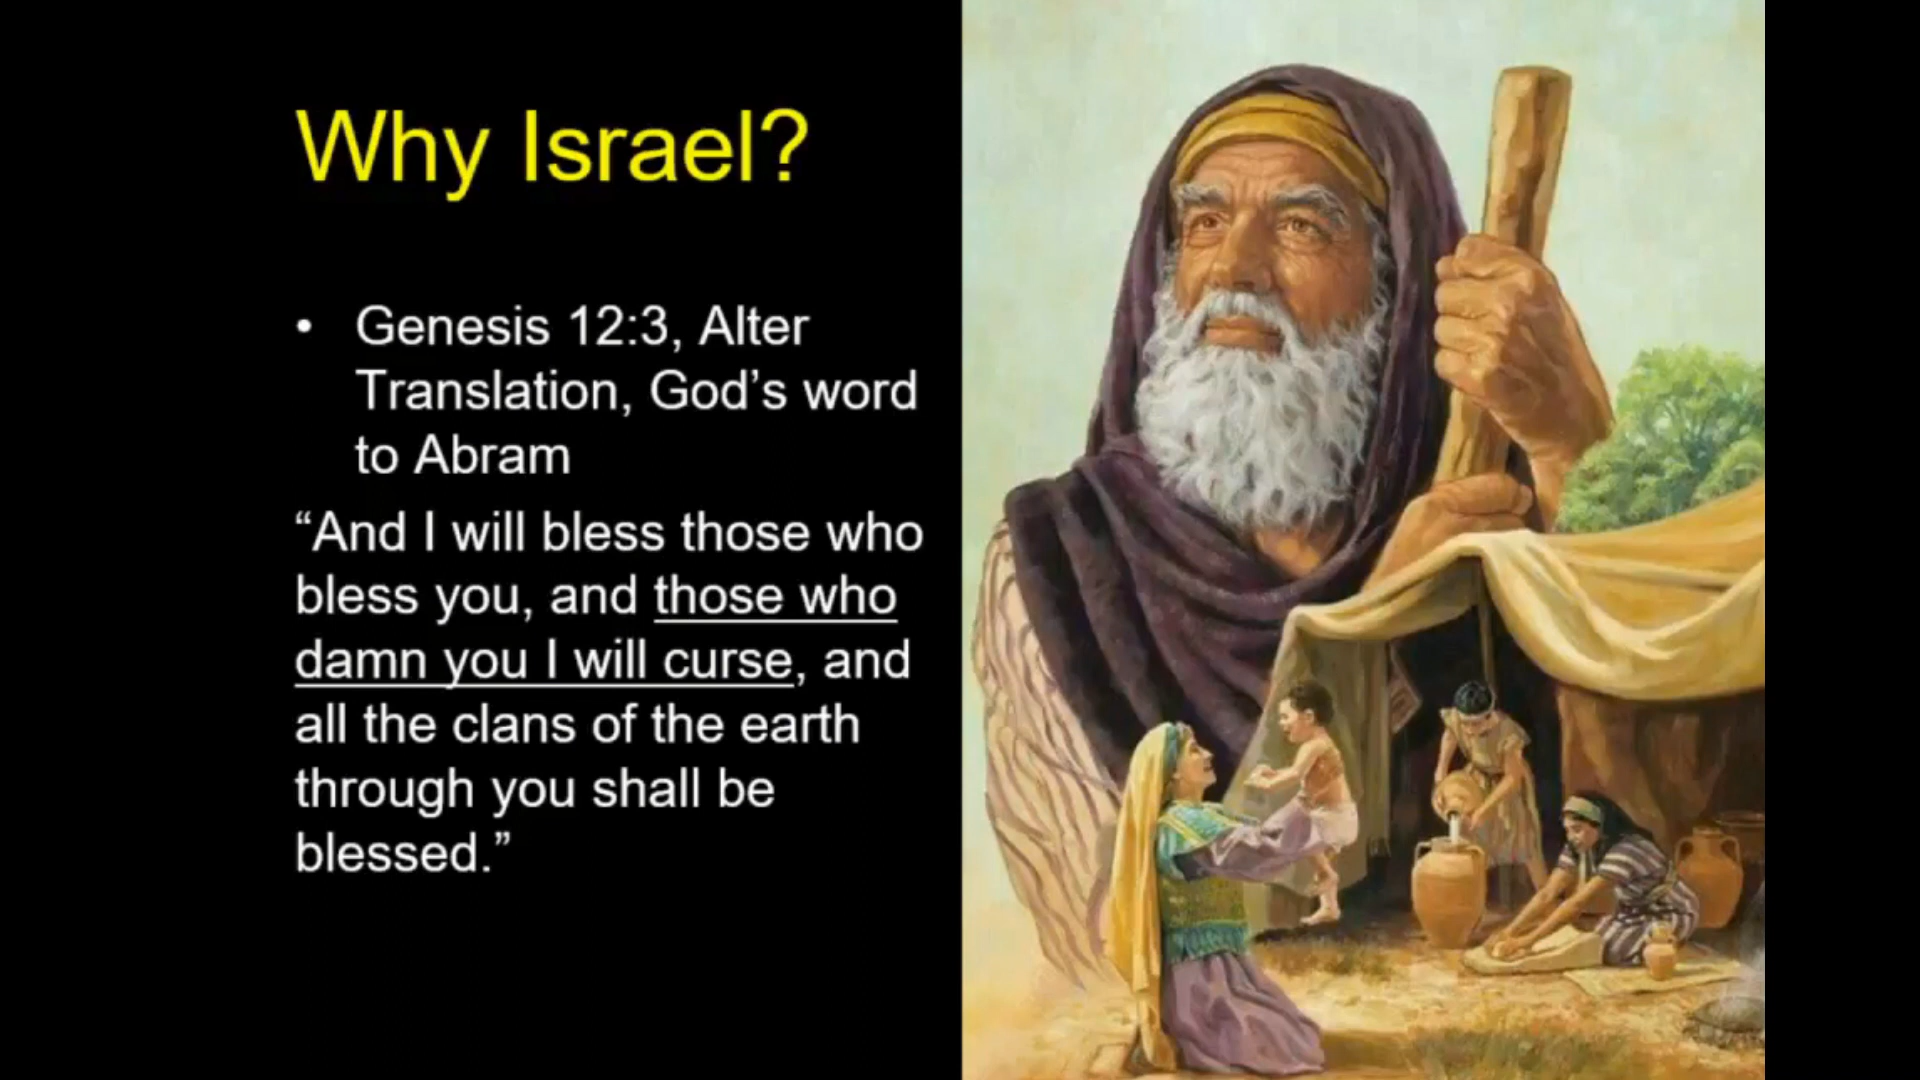 Why Israel?
• Genesis 12:3, Alter
Translation, God’s word
to Abram
“And I will bless those who
bless you, and those who
damn you I will curse, and
all the clans of the earth
through you shall be
blessed.”